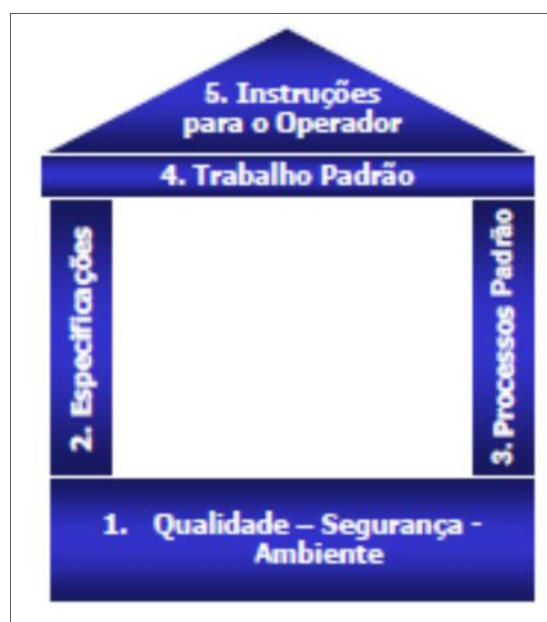 5. Instruções
para o Operador
4. Trabalho Padrão
2. Especificações
3. Processos Padrão
1. Qualidade – Segurança -
Ambiente